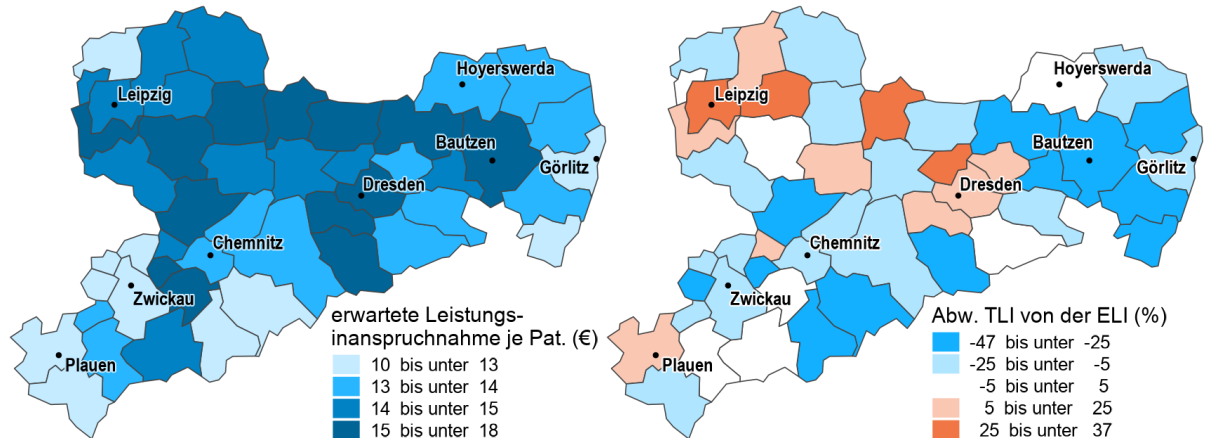 Hoyerswerda
Leipzig
Bautzen
Görlitz
Dresden
Chemnitz
Zwickau
Plauen
erwartete Leistungs-
inanspruchnahme je Pat. (€)
10 bis unter 13
13 bis unter 14
14 bis unter 15
15 bis unter 18
Hoyerswerda
Leipzig
Bautzen
Görlitz
Dresden
Chemnitz
Zwickau
Plauen
Abw. TLI von der ELI (%)
-47 bis unter -25
-25 bis unter -5
-5 bis unter 5
5 bis unter 25
25 bis unter 37